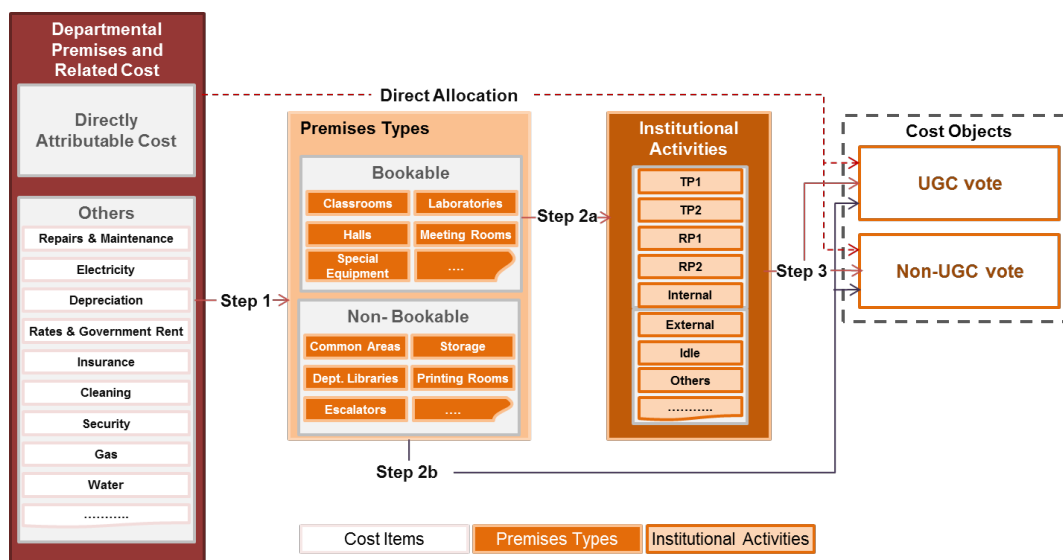 Departmental
Premises and
Related Cost
Directly
Attributable Cost
Others
Repairs & Maintenance
Electricity
Depreciation
Rates & Government Rent
Insurance
Cleaning
Security
Gas
Water
………..
Direct Allocation
Step 1
Premises Types
Bookable
Classrooms
Laboratories
Halls
Meeting Rooms
Special
Equipment
….
Non- Bookable
Common Areas
Storage
Dept. Libraries
Printing Rooms
Escalators
….
Step 2a
Step 2b
Institutional
Activities
TP1
TP2
RP1
RP2
Internal
External
Idle
Others
………..
Step 3
Cost Objects
UGC vote
Non-UGC vote
Cost Items
Premises Types
Institutional Activities